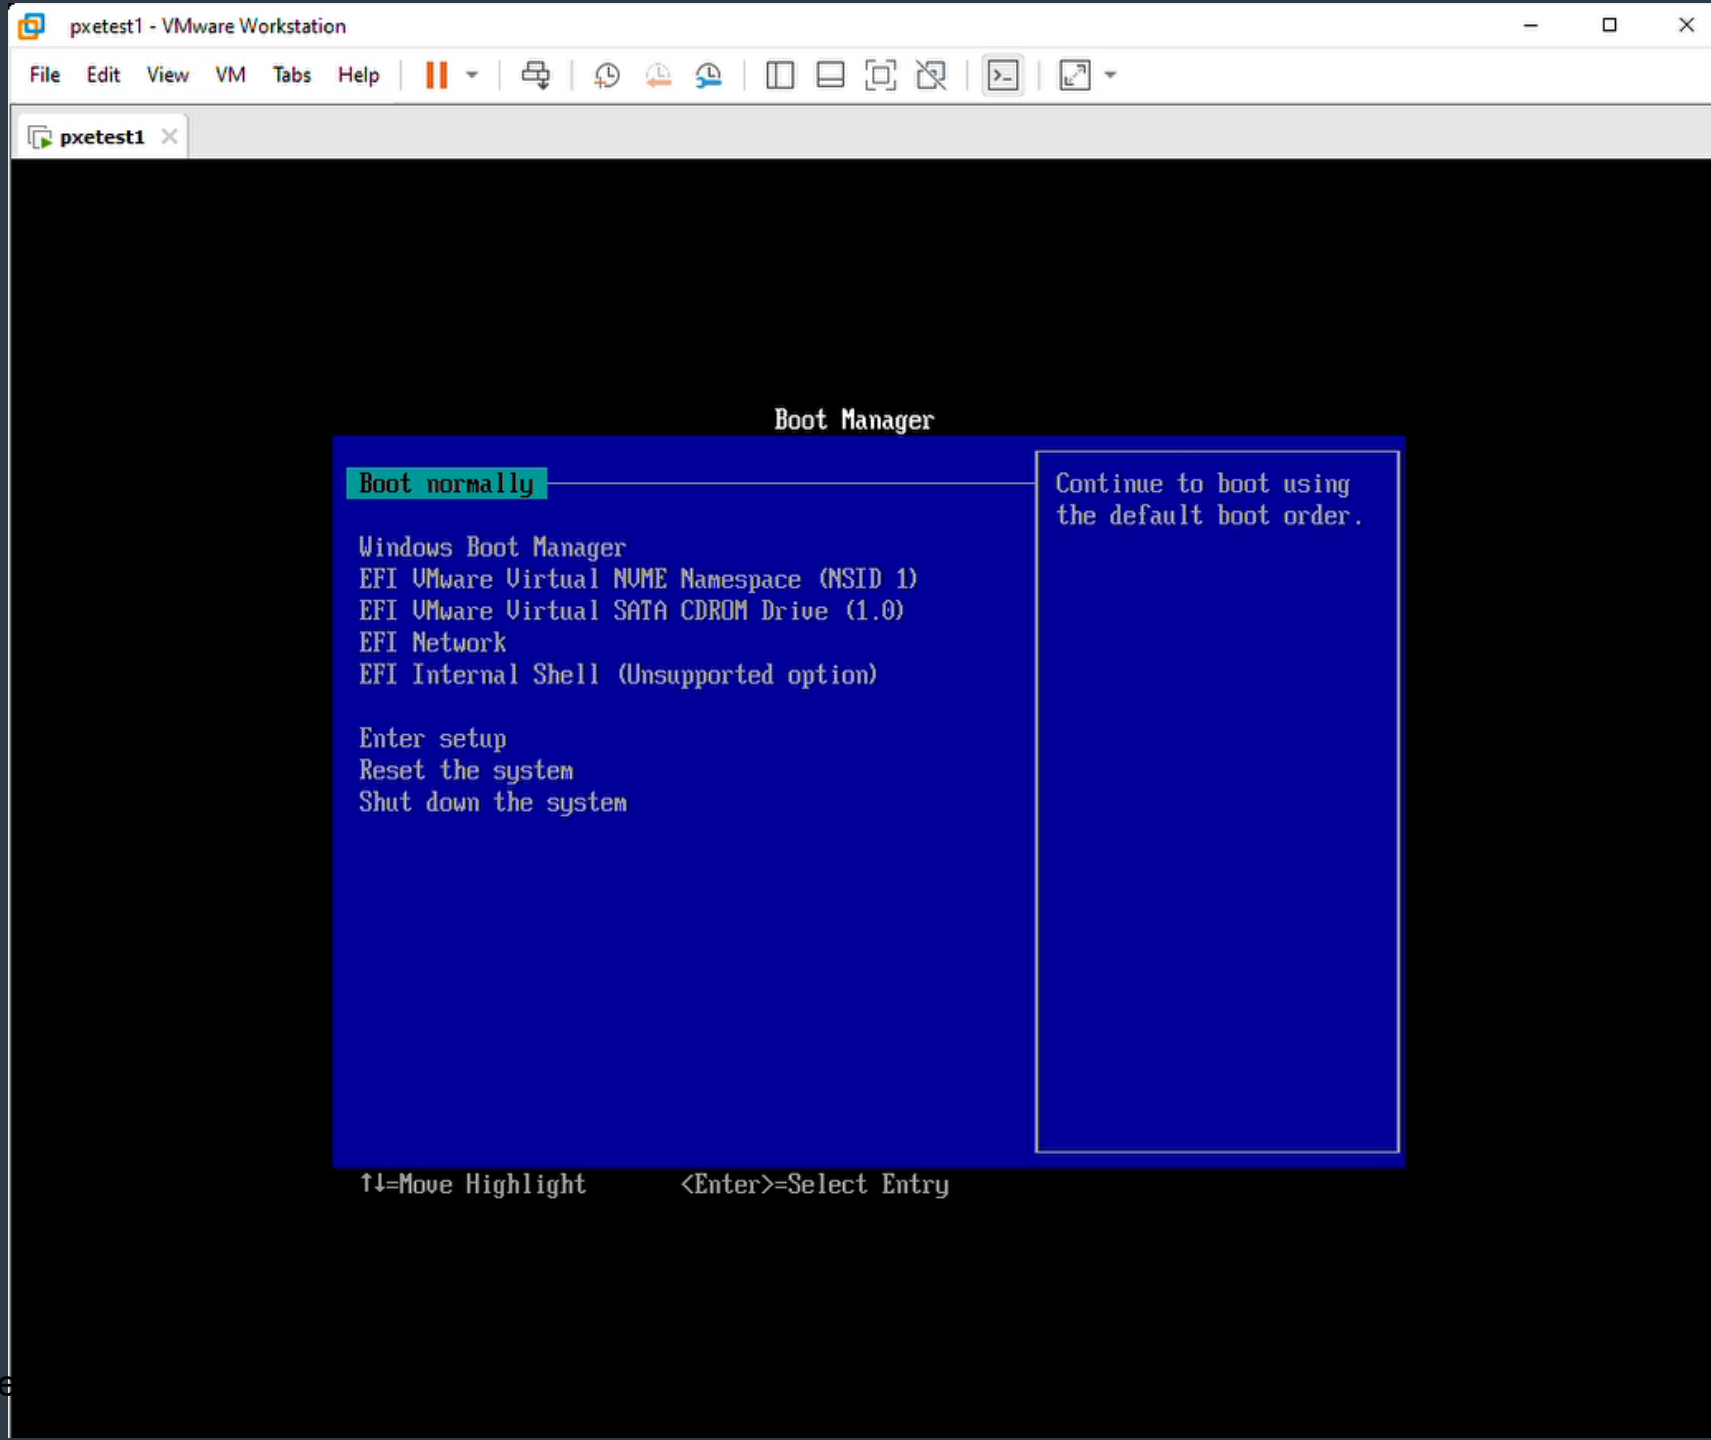 pxetest1 - VMware Workstation
File Edit View VM Tabs Help
pxetest1
Boot Manager
Boot normally
Continue to boot using
the default boot order.
Windows Boot Manager
EFI VMware Virtual NVME Namespace (NSID 1)
EFI VMware Virtual SATA CDROM Drive (1.0)
EFI Network
EFI Internal Shell (Unsupported option)
Enter setup
Reset the system
Shut down the system
↑↓=Move Highlight <Enter>=Select Entry
e